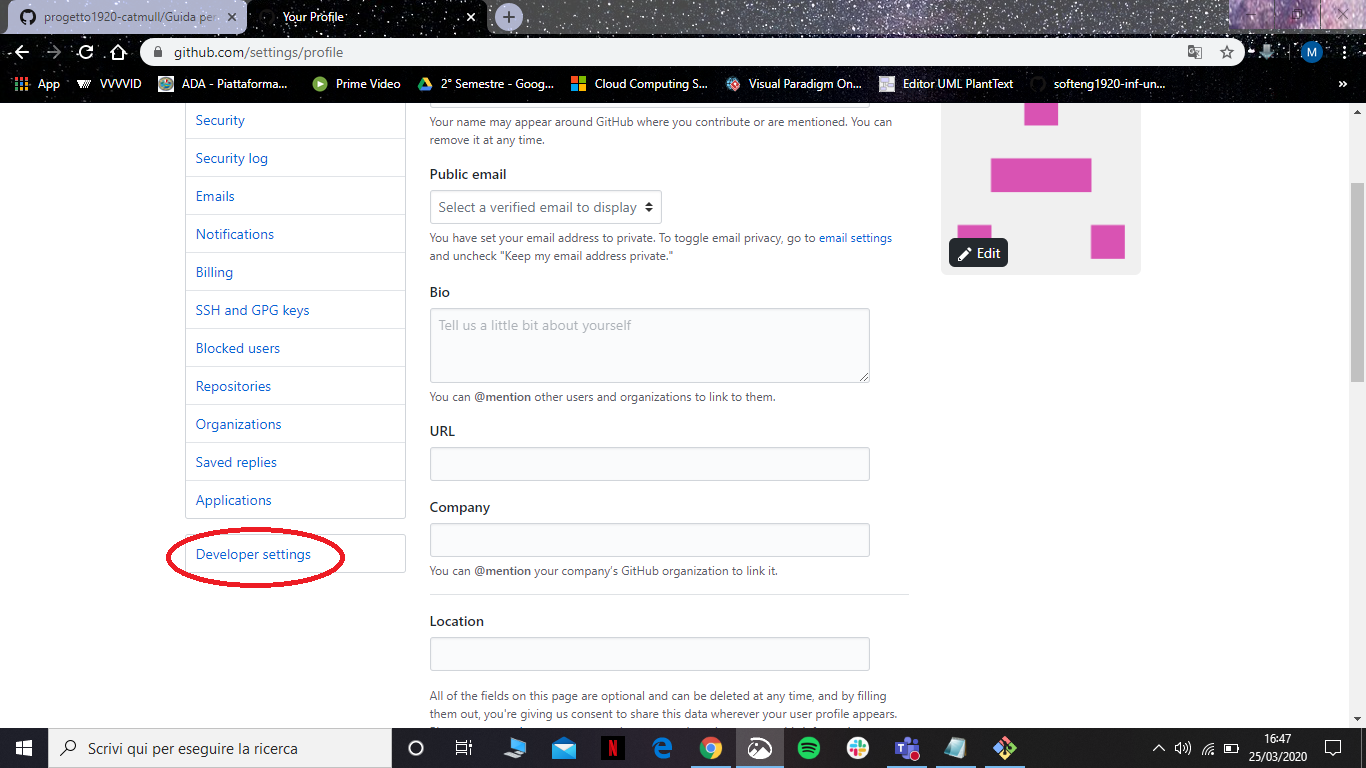 progetto1920-catmull/Guida per
Your Profile
github.com/settings/profile
M
App
VVVVID
ADA - Piattaforma...
Prime Video
2° Semestre - Goog...
Cloud Computing S...
Visual Paradigm On...
Editor UML PlantText
softeng1920-inf-un...
»
Security
Security log
Emails
Notifications
Billing
SSH and GPG keys
Blocked users
Repositories
Organizations
Saved replies
Applications
Developer settings
Your name may appear around GitHub where you contribute or are mentioned. You can
remove it at any time.
Public email
Select a verified email to display
You have set your email address to private. To toggle email privacy, go to email settings
and uncheck "Keep my email address private."
Bio
Tell us a little bit about yourself
You can @mention other users and organizations to link to them.
URL
Company
You can @mention your company's GitHub organization to link it.
Location
All of the fields on this page are optional and can be deleted at any time, and by filling
them out, you're giving us consent to share this data wherever your user profile appears.
Edit
Scrivi qui per eseguire la ricerca
16:47
25/03/2020